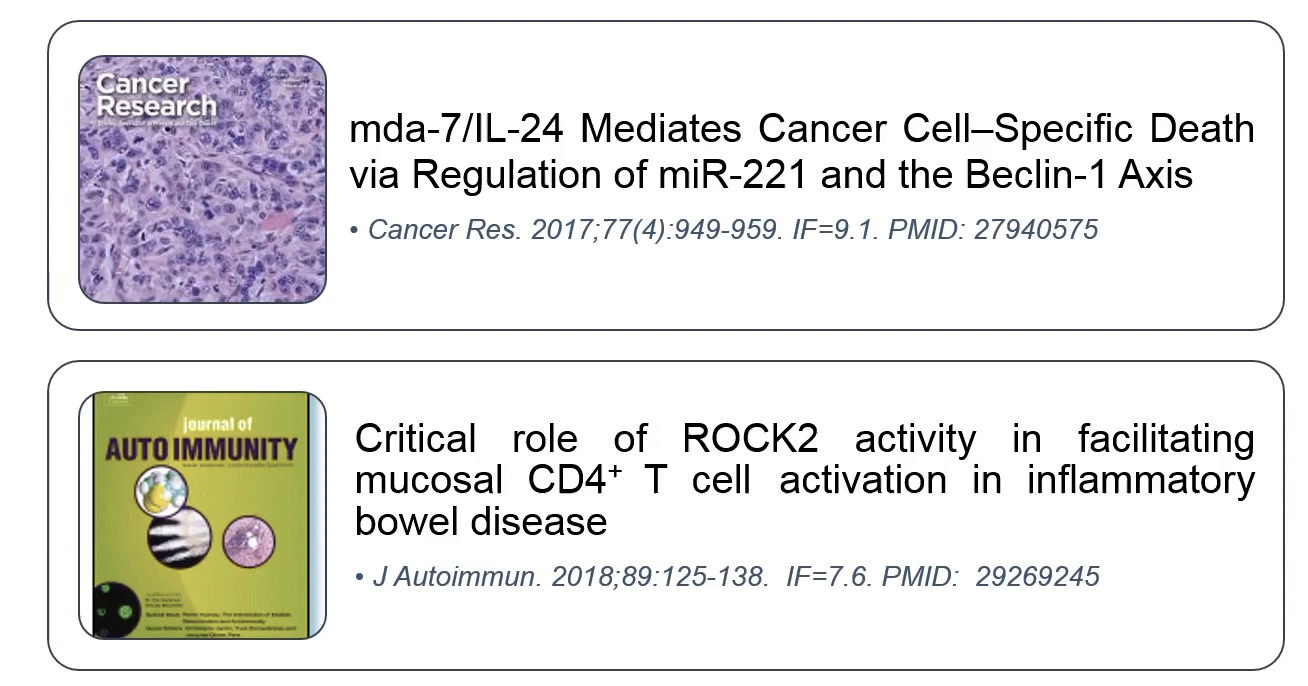 Cancer
Research
mda-7/IL-24 Mediates Cancer Cell–Specific Death
via Regulation of miR-221 and the Beclin-1 Axis
• Cancer Res. 2017;77(4):949-959. IF=9.1. PMID: 27940575
journal of
AUTOIMMUNITY
Critical role of ROCK2 activity in facilitating
mucosal CD4⁺ T cell activation in inflammatory
bowel disease
• J Autoimmun. 2018;89:125-138. IF=7.6. PMID: 29269245